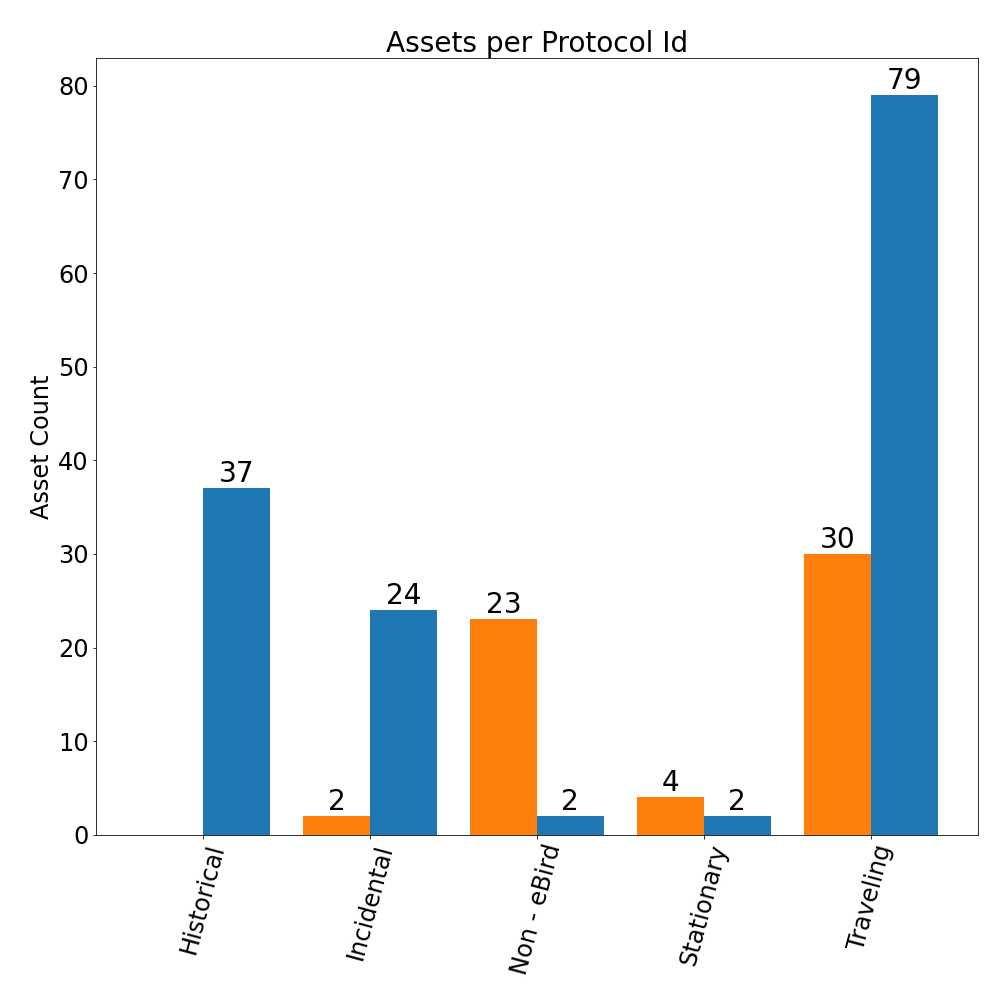 Assets per Protocol Id
Asset Count
80
70
60
50
40
30
20
10
0
37
2
24
23
2
4
2
30
79
Historical
Incidental
Non - eBird
Stationary
Traveling